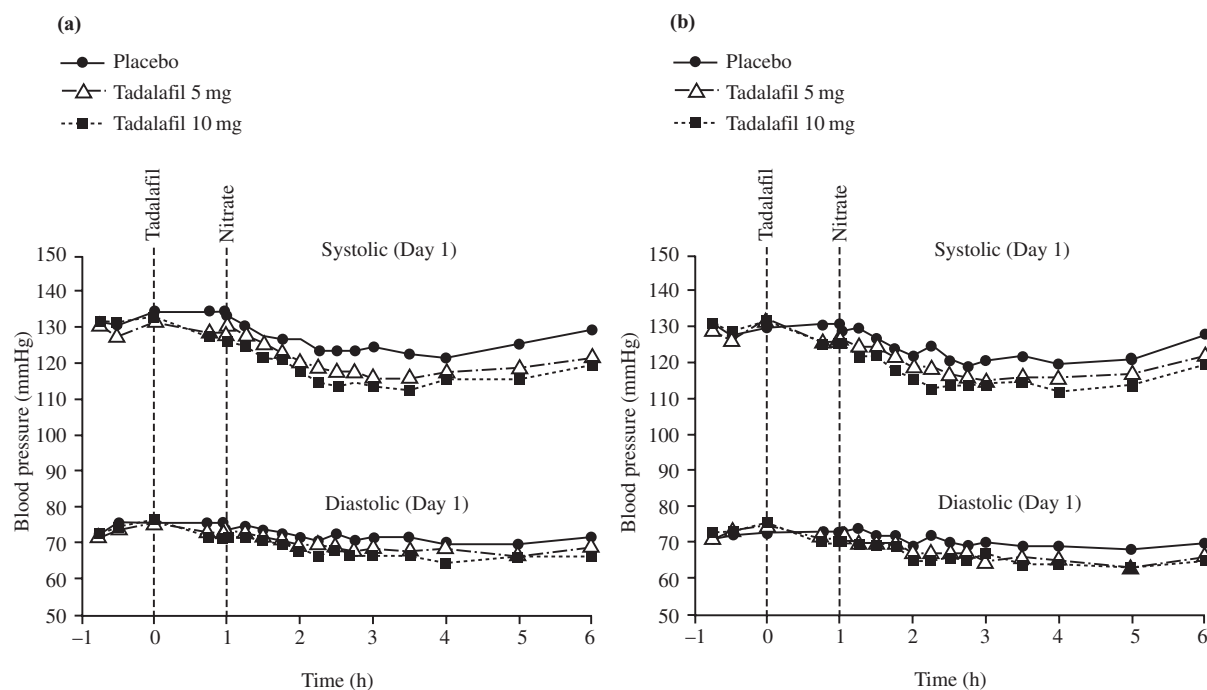 (a)
Placebo
Tadalafil 5 mg
Tadalafil 10 mg
Tadalafil
Nitrate
Systolic (Day 1)
Diastolic (Day 1)
Blood pressure (mmHg)
150
140
130
120
110
100
90
80
70
60
50
–1 0 1 2 3 4 5 6
Time (h)
(b)
Placebo
Tadalafil 5 mg
Tadalafil 10 mg
Tadalafil
Nitrate
Systolic (Day 1)
Diastolic (Day 1)
Blood pressure (mmHg)
150
140
130
120
110
100
90
80
70
60
50
–1 0 1 2 3 4 5 6
Time (h)